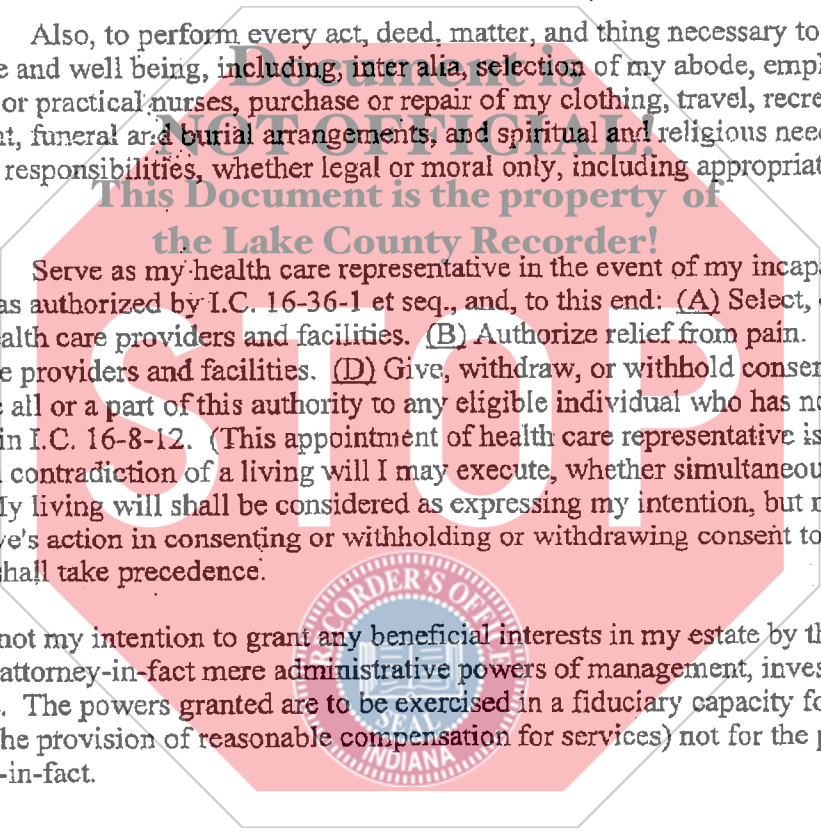 Also, to perform every act, deed, matter, and thing necessary to
e and well being, including, inter alia, selection of my abode, empl
or practical nurses, purchase or repair of my clothing, travel, recre
nt, funeral and burial arrangements, and spiritual and religious need
responsibilities, whether legal or moral only, including appropriat
Document is
NOT OFFICIAL!
This Document is the property of
the Lake County Recorder!
Serve as my health care representative in the event of my incapa
as authorized by I.C. 16-36-1 et seq., and, to this end: (A) Select,
alth care providers and facilities. (B) Authorize relief from pain.
e providers and facilities. (D) Give, withdraw, or withhold consen
all or a part of this authority to any eligible individual who has no
in I.C. 16-8-12. (This appointment of health care representative is
contradiction of a living will I may execute, whether simultaneou
My living will shall be considered as expressing my intention, but
ve's action in consenting or withholding or withdrawing consent to
shall take precedence.
STOP
not my intention to grant any beneficial interests in my estate by th
attorney-in-fact mere administrative powers of management, inves
. The powers granted are to be exercised in a fiduciary capacity fo
he provision of reasonable compensation for services) not for the p
-in-fact.
RECORDER'S OFFICE
SEAL
INDIANA